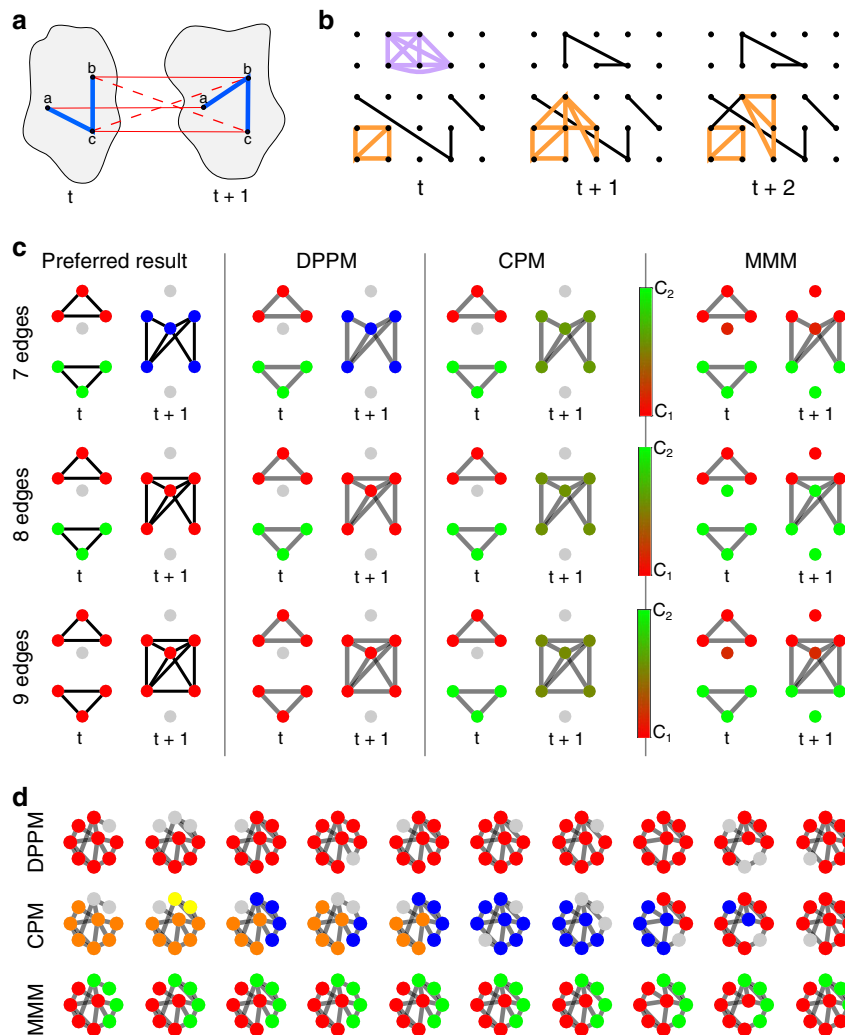 a
b
b
b
a
a
c
c
t
t + 1
t
t + 1
t + 2
c
Preferred result
DPPM
CPM
MMM
7 edges
C2
C1
t
t + 1
t
t + 1
t
t + 1
t
t + 1
8 edges
C2
C1
t
t + 1
t
t + 1
t
t + 1
t
t + 1
9 edges
C2
C1
t
t + 1
t
t + 1
t
t + 1
t
t + 1
d
DPPM
CPM
MMM